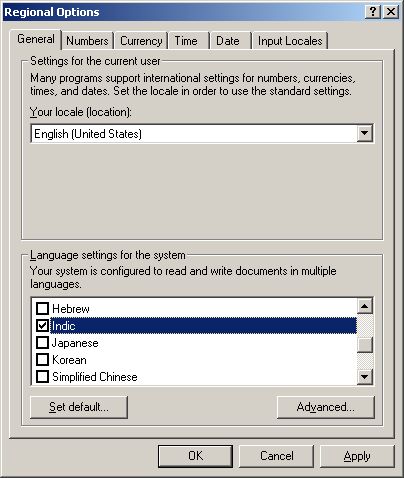 Regional Options
General Numbers Currency Time Date Input Locales
Settings for the current user
Many programs support international settings for numbers, currencies,
times, and dates. Set the locale in order to use the standard settings.
Your locale (location):
English (United States)
Language settings for the system
Your system is configured to read and write documents in multiple
languages.
Hebrew
Indic
Japanese
Korean
Simplified Chinese
Set default... Advanced...
OK Cancel Apply